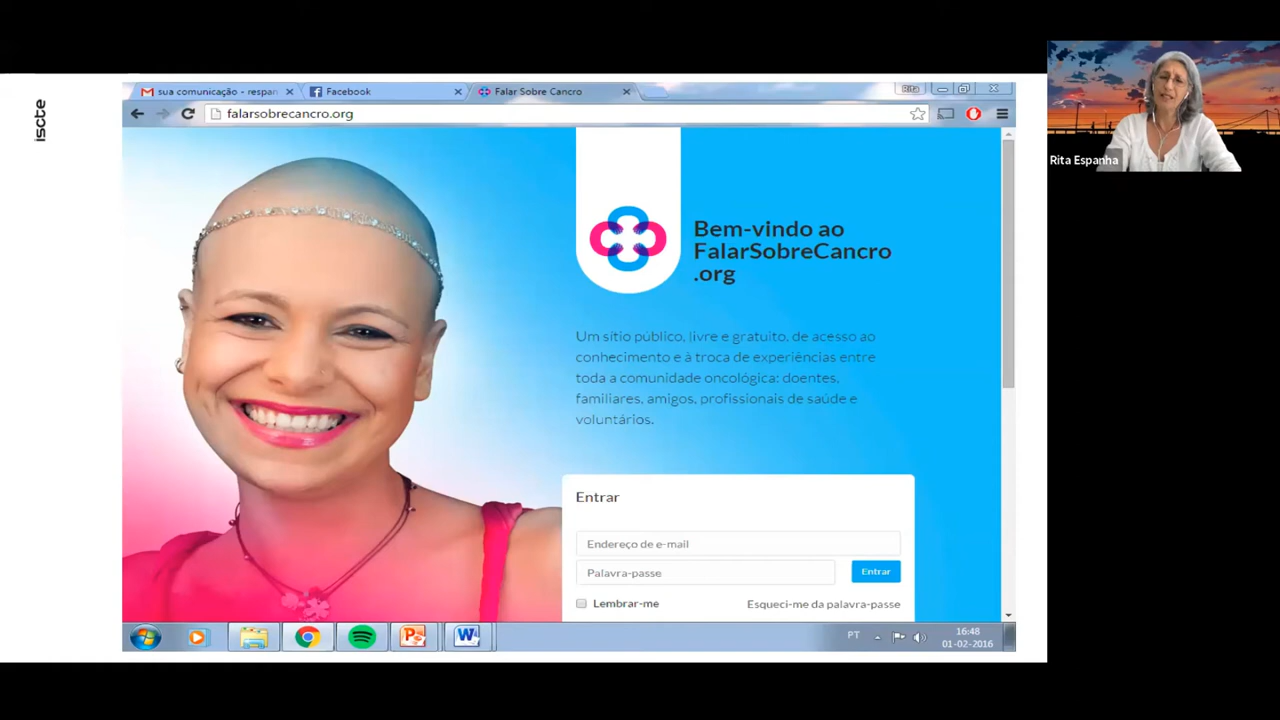 iscte
sua comunicação - respan
Facebook
Falar Sobre Cancro
Rita
falarsobrecancro.org
Bem-vindo ao
FalarSobreCancro
.org
Um sítio público, livre e gratuito, de acesso ao
conhecimento e à troca de experiências entre
toda a comunidade oncológica: doentes,
familiares, amigos, profissionais de saúde e
voluntários.
Entrar
Endereço de e-mail
Palavra-passe
Entrar
Lembrar-me
Esqueci-me da palavra-passe
PT
16:48
01-02-2016
Rita Espanha